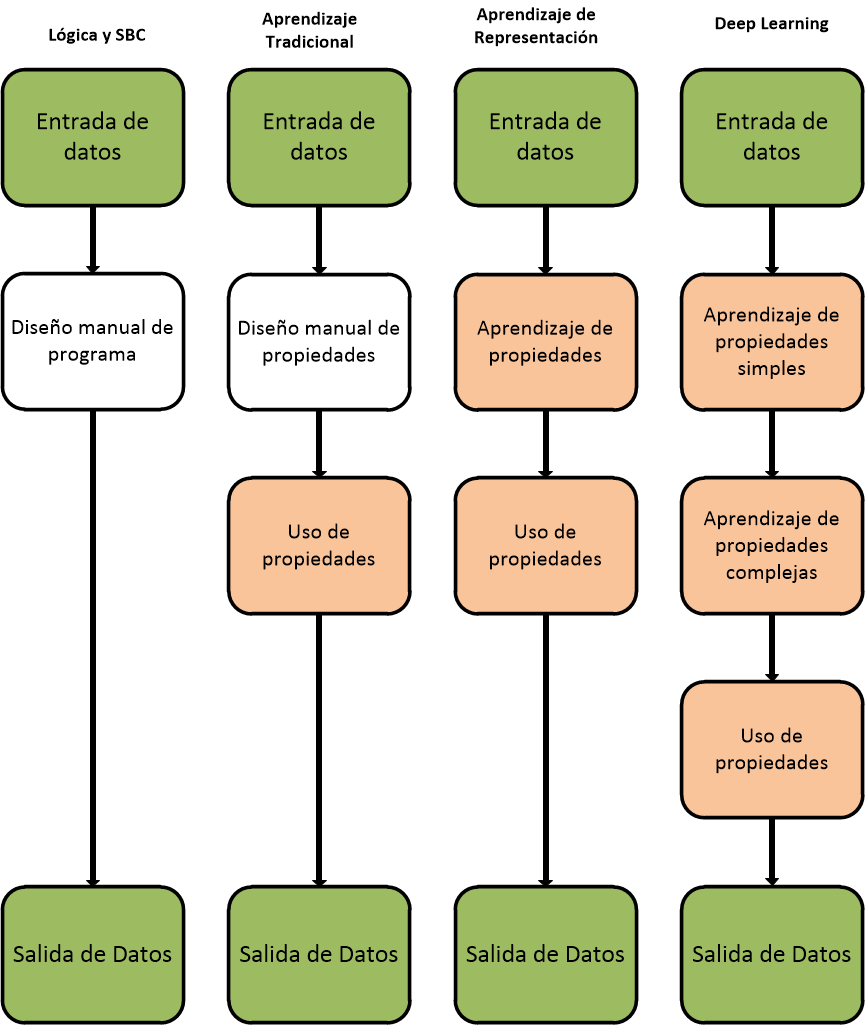 Lógica y SBC
Aprendizaje
Tradicional
Aprendizaje de
Representación
Deep Learning
Entrada de
datos
Entrada de
datos
Entrada de
datos
Entrada de
datos
Diseño manual de
programa
Diseño manual de
propiedades
Aprendizaje de
propiedades
Aprendizaje de
propiedades
simples
Uso de
propiedades
Uso de
propiedades
Aprendizaje de
propiedades
complejas
Uso de
propiedades
Salida de Datos
Salida de Datos
Salida de Datos
Salida de Datos